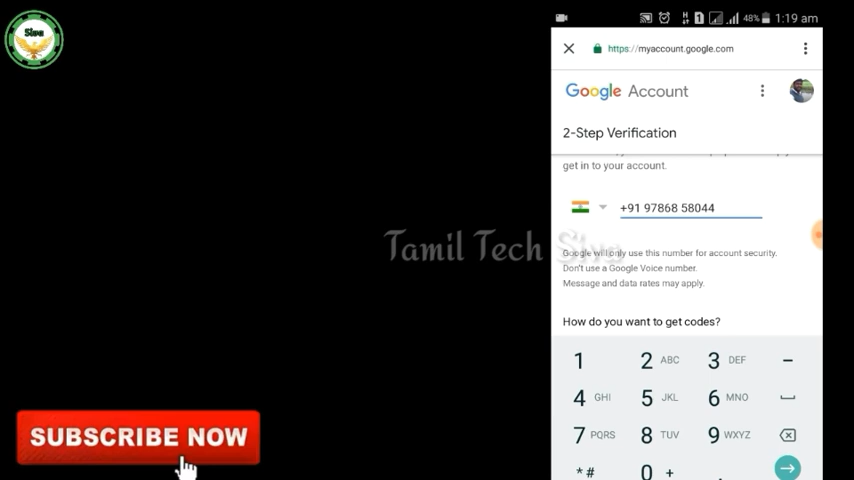 Siva
H 1 48% 1:19 am
https://myaccount.google.com
Google Account
2-Step Verification
get in to your account.
+91 97868 58044
Tamil Tech Siva
Google will only use this number for account security.
Don't use a Google Voice number.
Message and data rates may apply.
How do you want to get codes?
1 2 ABC 3 DEF –
4 GHI 5 JKL 6 MNO
7 PQRS 8 TUV 9 WXYZ
*# 0 + .
SUBSCRIBE NOW